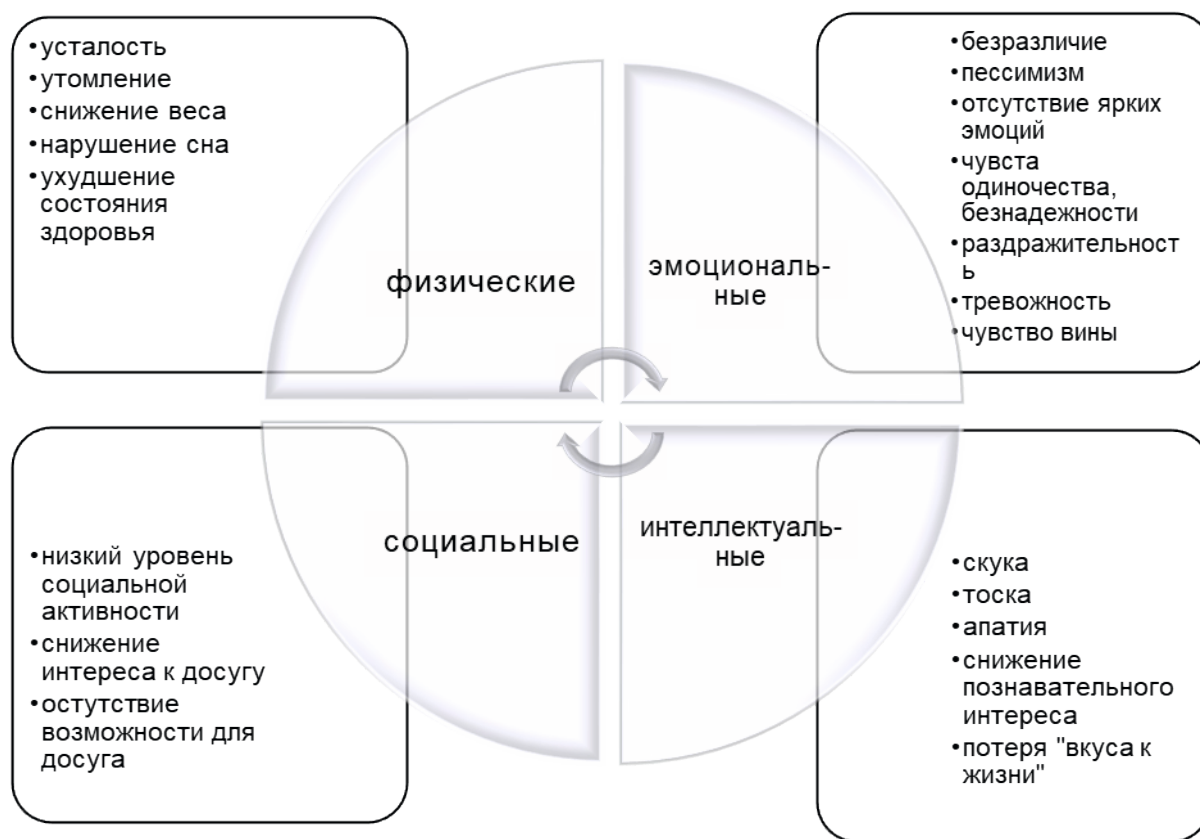 •усталость
•утомление
•снижение веса
•нарушение сна
•ухудшение
состояния
здоровья
•безразличие
•пессимизм
•отсутствие ярких
эмоций
•чувста
одиночества,
безнадежности
•раздражительност
ь
•тревожность
•чувство вины
физические
эмоциональ-
ные
социальные
интеллектуаль-
ные
•низкий уровень
социальной
активности
•снижение
интереса к досугу
•остутствие
возможности для
досуга
•скука
•тоска
•апатия
•снижение
познавательного
интереса
•потеря "вкуса к
жизни"